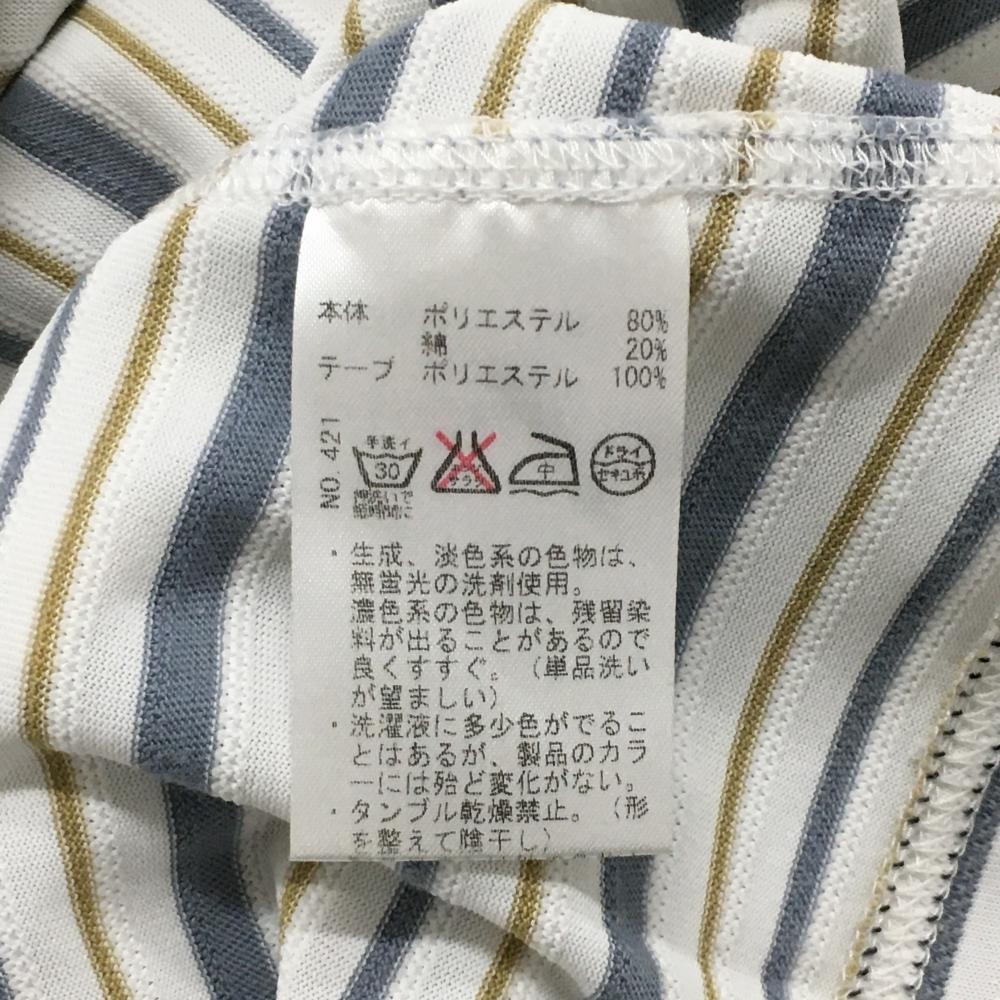 本体 ポリエステル 80%
綿 20%
テープ ポリエステル 100%
NO. 421
手洗イ
30
中
ドライ
セキユ系
・生成、淡色系の色物は、
無蛍光の洗剤使用。
濃色系の色物は、残留染
料が出ることがあるので
良くすすぐ。（単品洗い
が望ましい）
・洗濯液に多少色がでるこ
とはあるが、製品のカラ
ーには殆ど変化がない。
・タンブル乾燥禁止。（形
を整えて陰干し）